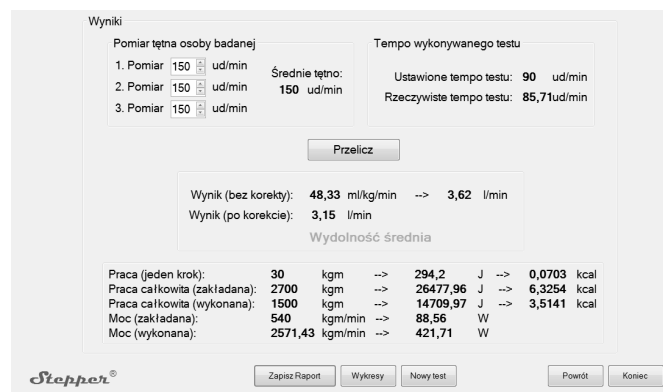 Wyniki
Pomiar tętna osoby badanej
1. Pomiar 150 ud/min
2. Pomiar 150 ud/min
3. Pomiar 150 ud/min
Średnie tętno:
150 ud/min
Tempo wykonywanego testu
Ustawione tempo testu: 90 ud/min
Rzeczywiste tempo testu: 85,71ud/min
Przelicz
Wynik (bez korekty): 48,33 ml/kg/min --> 3,62 l/min
Wynik (po korekcie): 3,15 l/min
Wydolność średnia
Praca (jeden krok): 30 kgm --> 294,2 J --> 0,0703 kcal
Praca całkowita (zakładana): 2700 kgm --> 26477,96 J --> 6,3254 kcal
Praca całkowita (wykonana): 1500 kgm --> 14709,97 J --> 3,5141 kcal
Moc (zakładana): 540 kgm/min --> 88,56 W
Moc (wykonana): 2571,43 kgm/min --> 421,71 W
Stepper®
Zapisz Raport Wykresy Nowy test Powrót Koniec